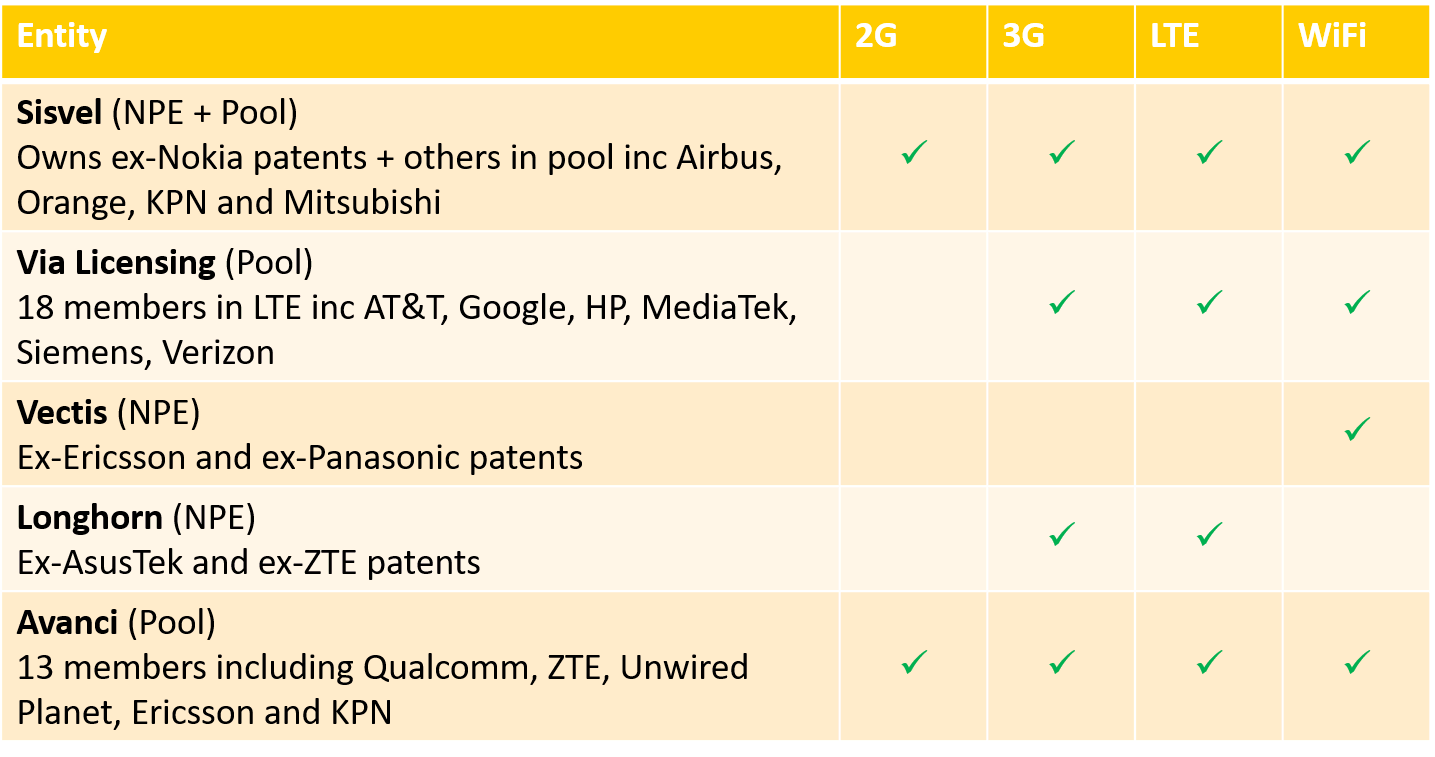 Entity 2G 3G LTE WiFi
Sisvel (NPE + Pool)
Owns ex-Nokia patents + others in pool inc Airbus,
Orange, KPN and Mitsubishi
✓ ✓ ✓ ✓
Via Licensing (Pool)
18 members in LTE inc AT&T, Google, HP, MediaTek,
Siemens, Verizon
✓ ✓ ✓
Vectis (NPE)
Ex-Ericsson and ex-Panasonic patents
✓
Longhorn (NPE)
Ex-AsusTek and ex-ZTE patents
✓ ✓
Avanci (Pool)
13 members including Qualcomm, ZTE, Unwired
Planet, Ericsson and KPN
✓ ✓ ✓ ✓